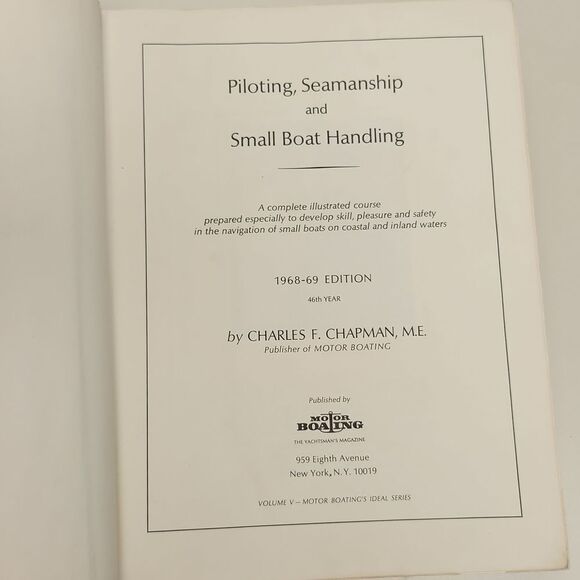 Piloting, Seamanship
and
Small Boat Handling
A complete illustrated course
prepared especially to develop skill, pleasure and safety
in the navigation of small boats on coastal and inland waters
1968-69 EDITION
46th YEAR
by CHARLES F. CHAPMAN, M.E.
Publisher of MOTOR BOATING
Published by
MOTOR
BOATING
THE YACHTSMAN'S MAGAZINE
959 Eighth Avenue
New York, N.Y. 10019
VOLUME V — MOTOR BOATING'S IDEAL SERIES